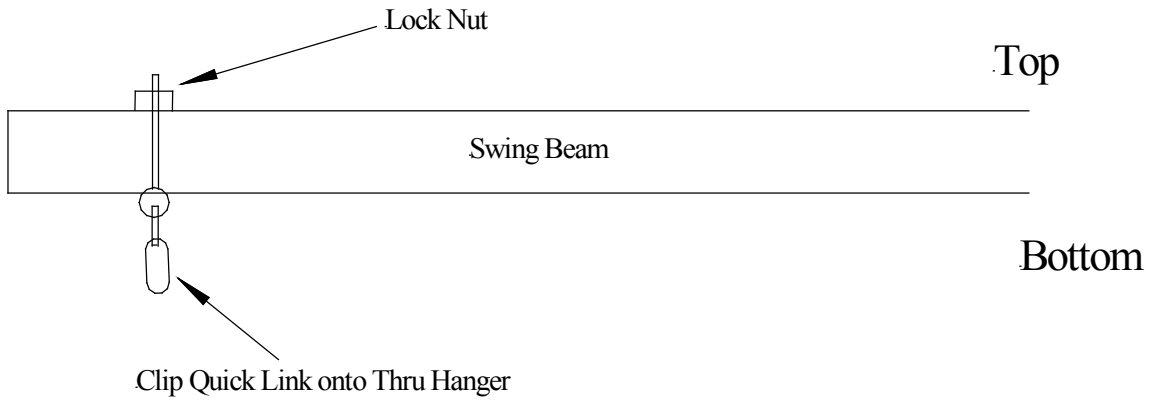 Lock Nut
Top
Swing Beam
Bottom
Clip Quick Link onto Thru Hanger